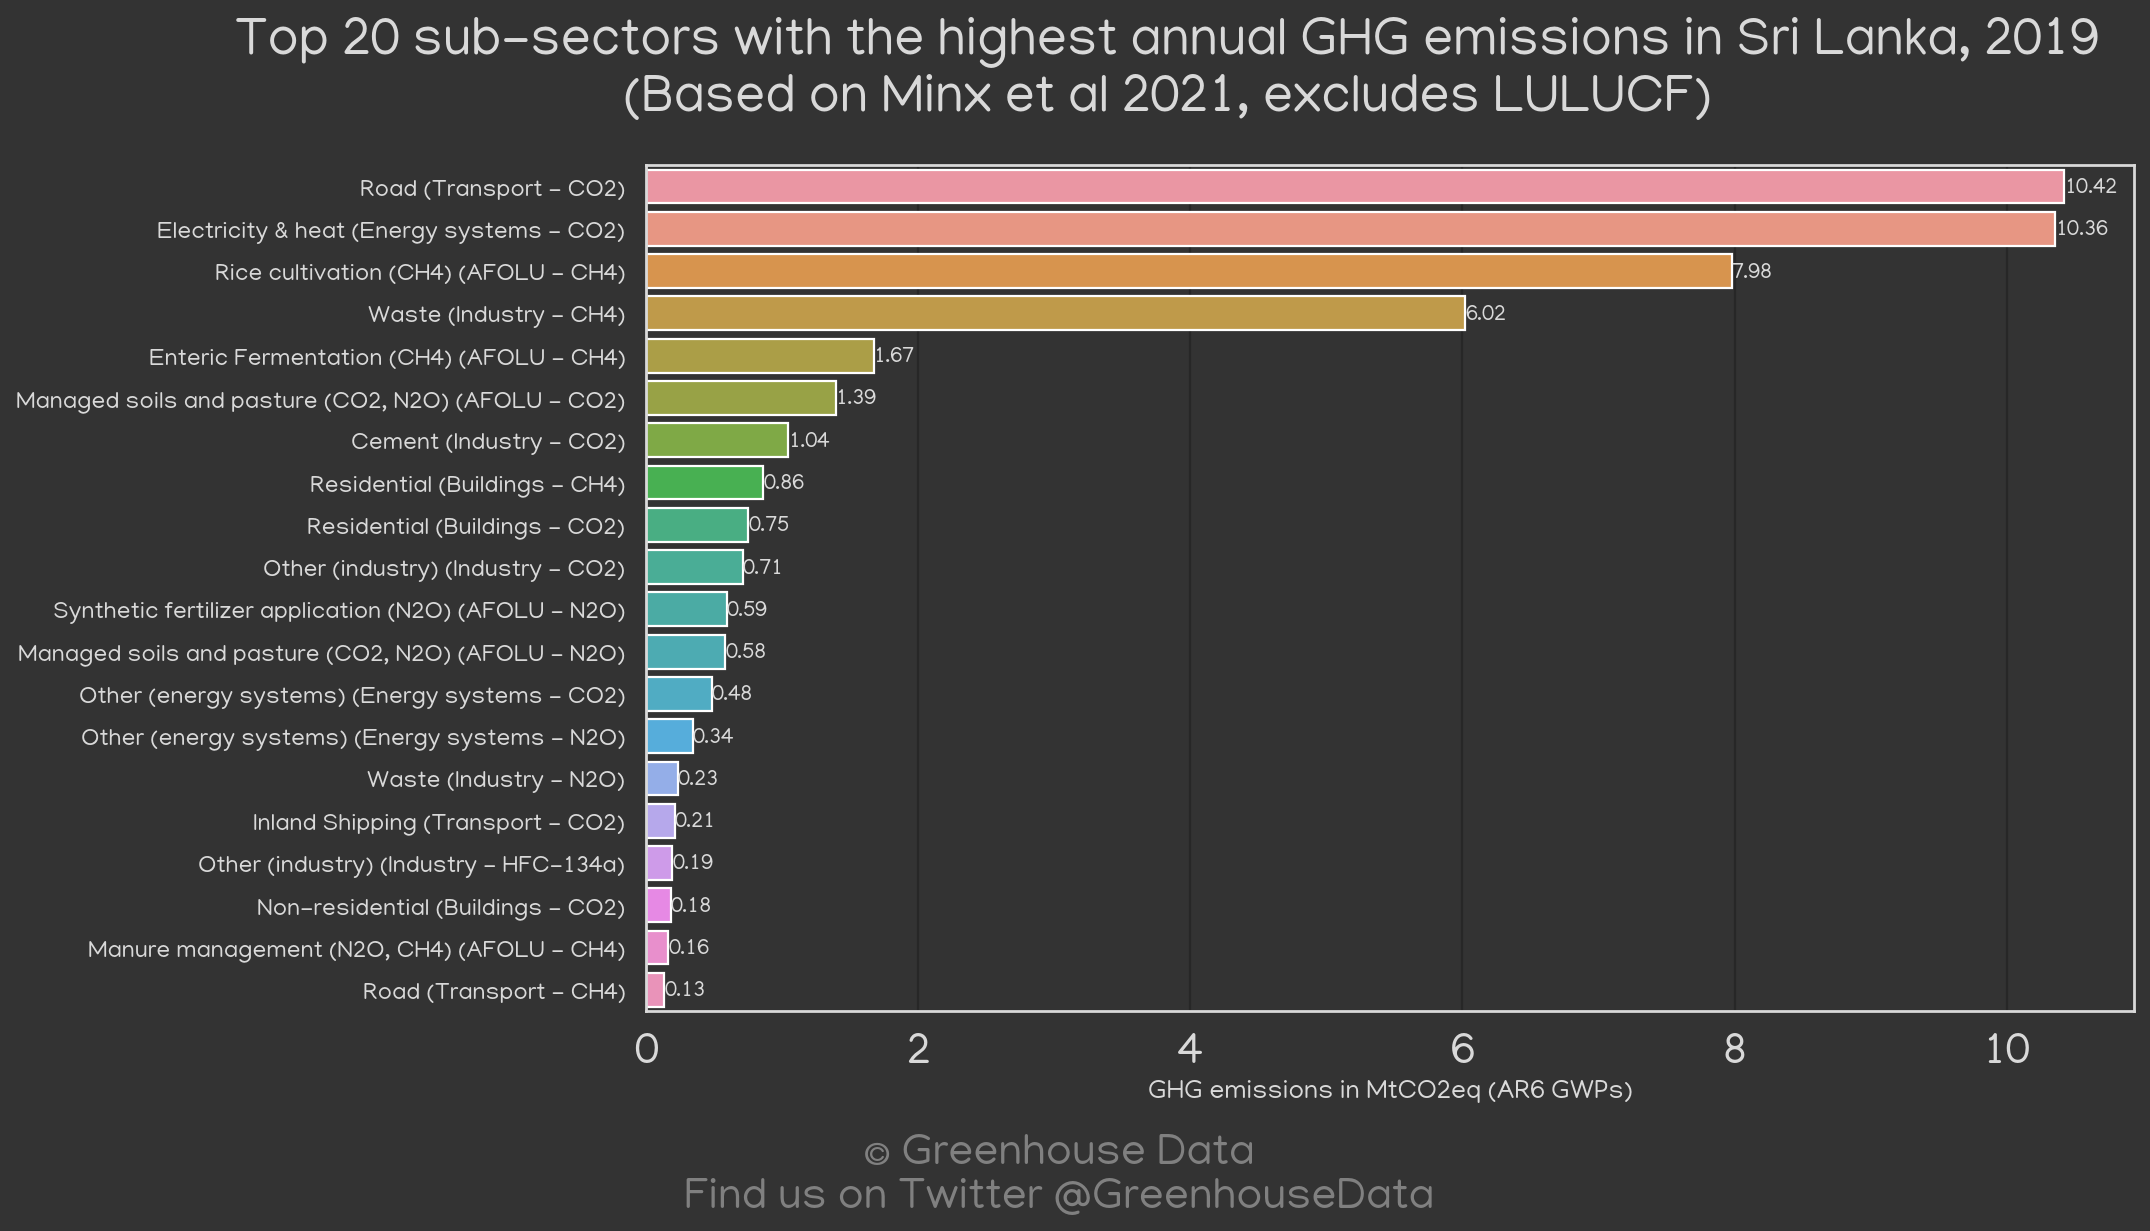 Top 20 sub-sectors with the highest annual GHG emissions in Sri Lanka, 2019
(Based on Minx et al 2021, excludes LULUCF)
Road (Transport - CO2) 10.42
Electricity & heat (Energy systems - CO2) 10.36
Rice cultivation (CH4) (AFOLU - CH4) 7.98
Waste (Industry - CH4) 6.02
Enteric Fermentation (CH4) (AFOLU - CH4) 1.67
Managed soils and pasture (CO2, N2O) (AFOLU - CO2) 1.39
Cement (Industry - CO2) 1.04
Residential (Buildings - CH4) 0.86
Residential (Buildings - CO2) 0.75
Other (industry) (Industry - CO2) 0.71
Synthetic fertilizer application (N2O) (AFOLU - N2O) 0.59
Managed soils and pasture (CO2, N2O) (AFOLU - N2O) 0.58
Other (energy systems) (Energy systems - CO2) 0.48
Other (energy systems) (Energy systems - N2O) 0.34
Waste (Industry - N2O) 0.23
Inland Shipping (Transport - CO2) 0.21
Other (industry) (Industry - HFC-134a) 0.19
Non-residential (Buildings - CO2) 0.18
Manure management (N2O, CH4) (AFOLU - CH4) 0.16
Road (Transport - CH4) 0.13
0 2 4 6 8 10
GHG emissions in MtCO2eq (AR6 GWPs)
© Greenhouse Data
Find us on Twitter @GreenhouseData